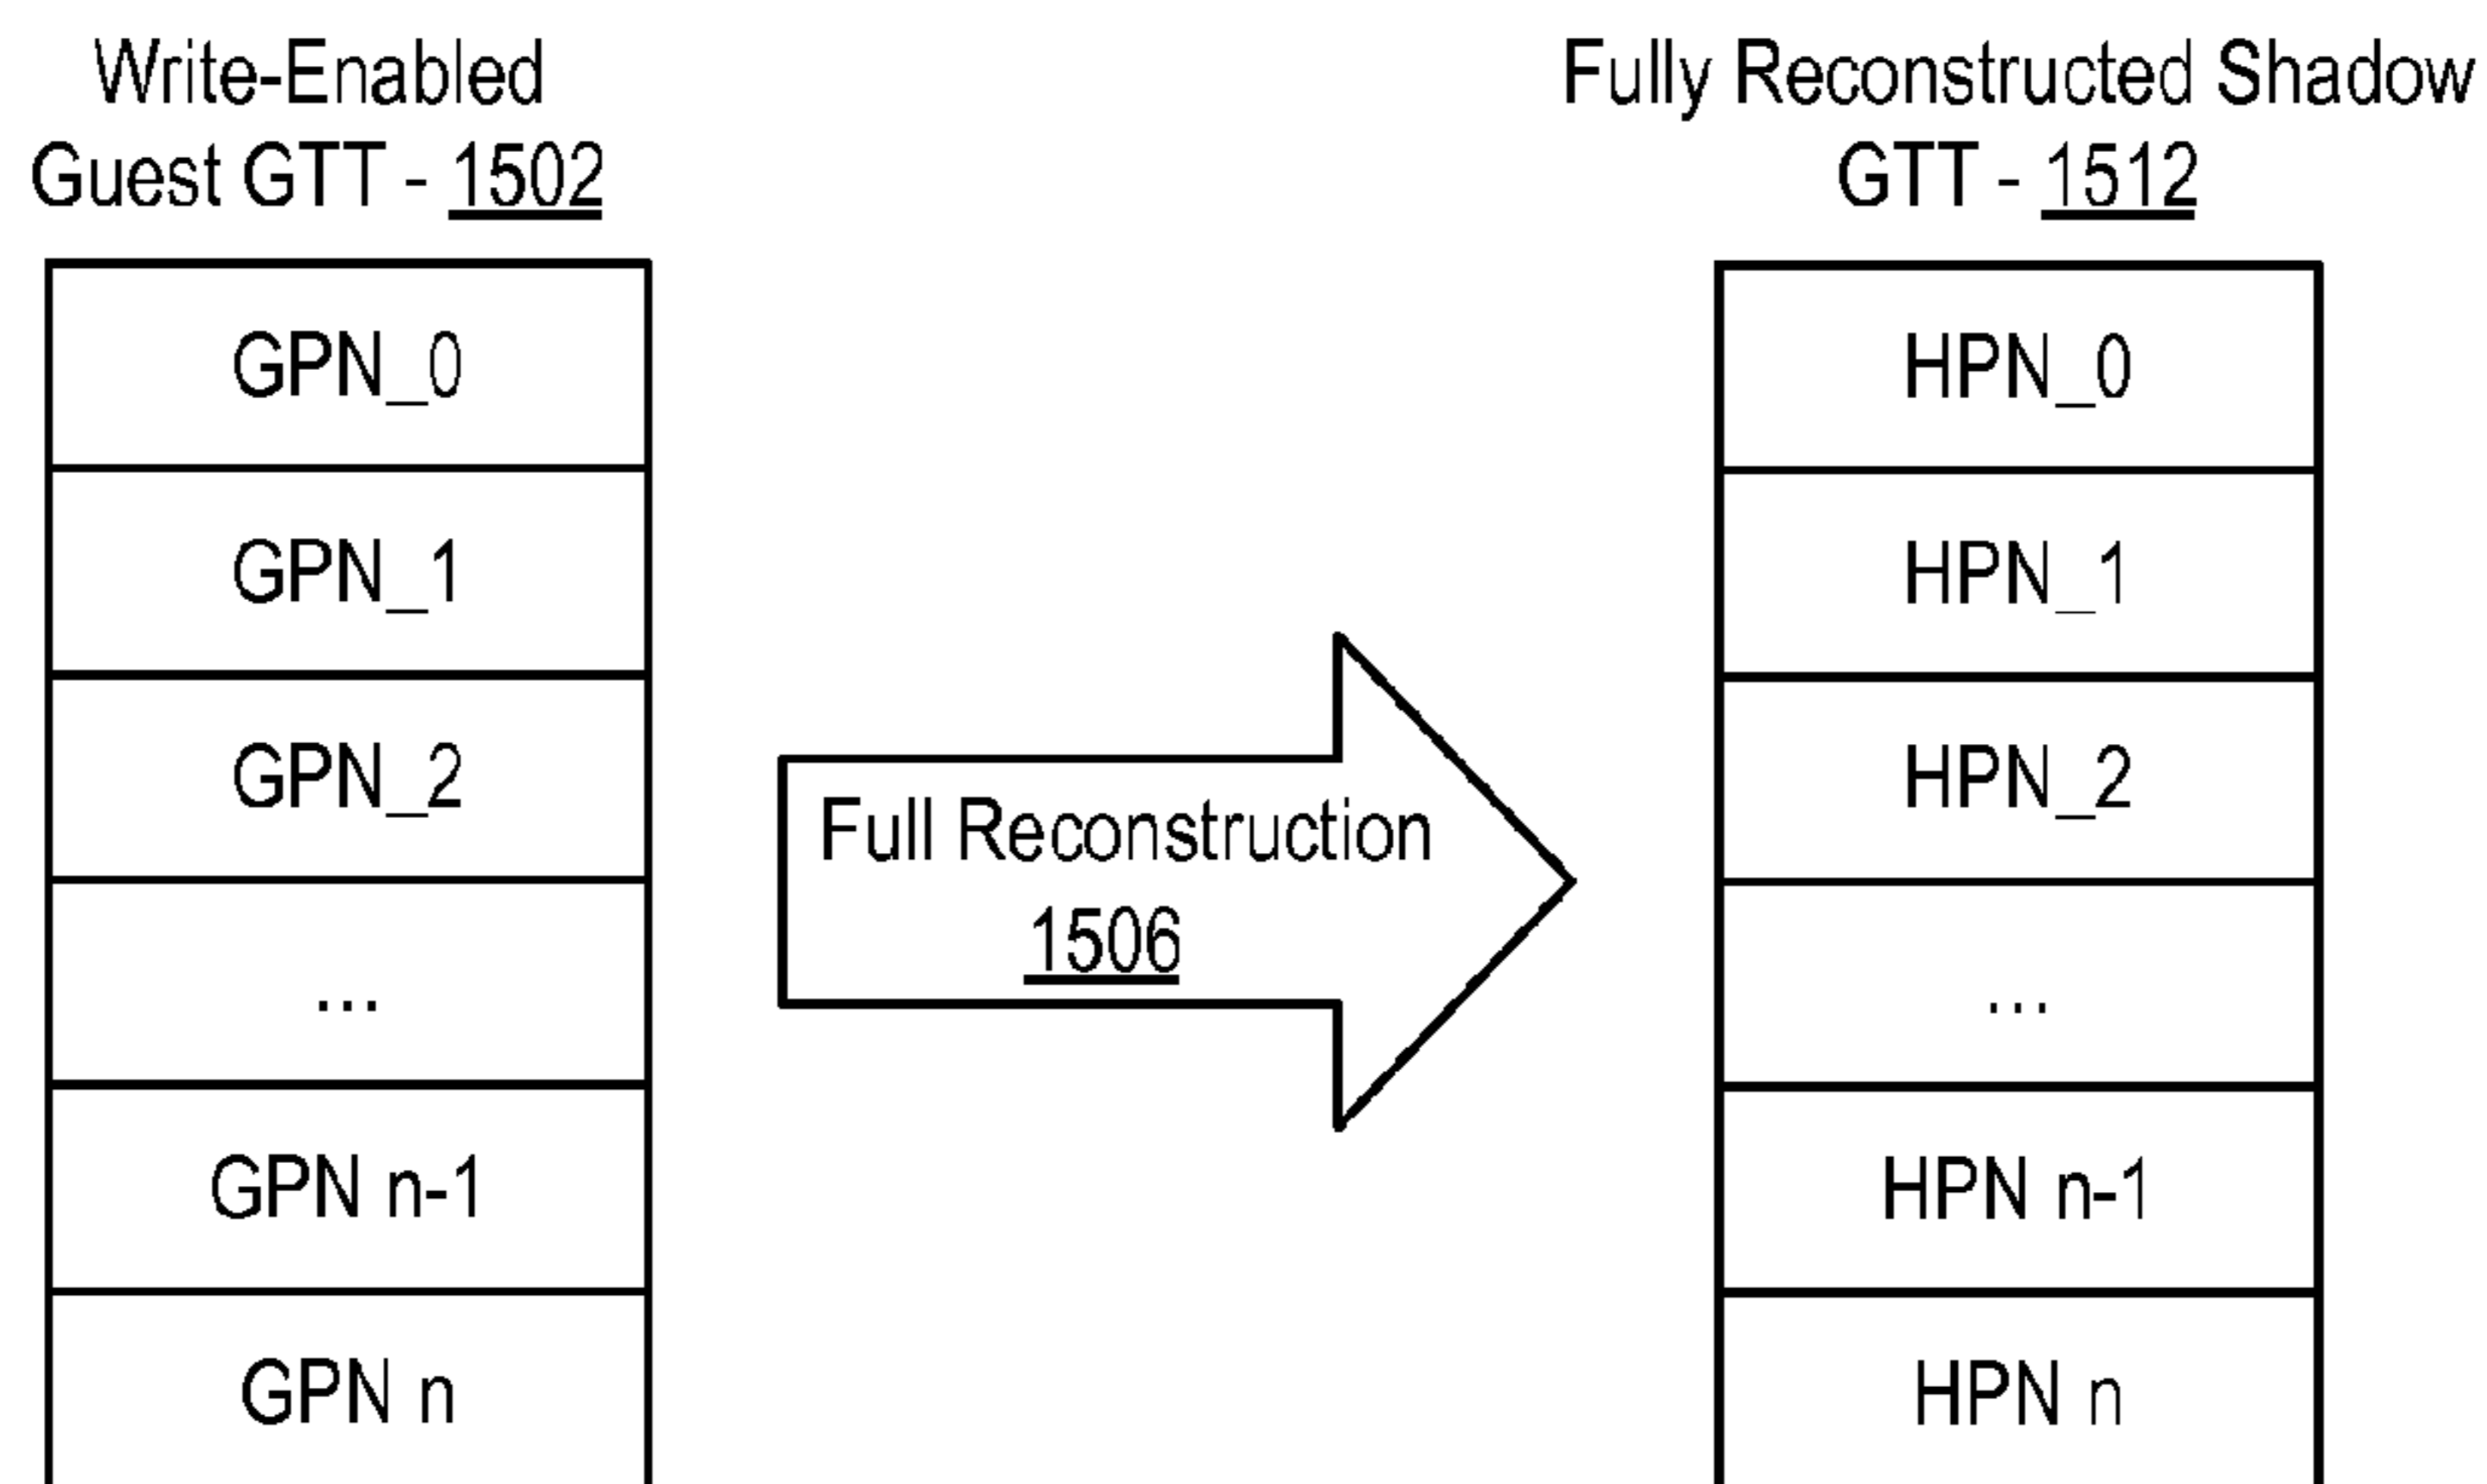 Write-Enabled
Guest GTT - 1502
Fully Reconstructed Shadow
GTT - 1512
GPN_0
GPN_1
GPN_2
...
GPN n-1
GPN n
Full Reconstruction
1506
HPN_0
HPN_1
HPN_2
...
HPN n-1
HPN n